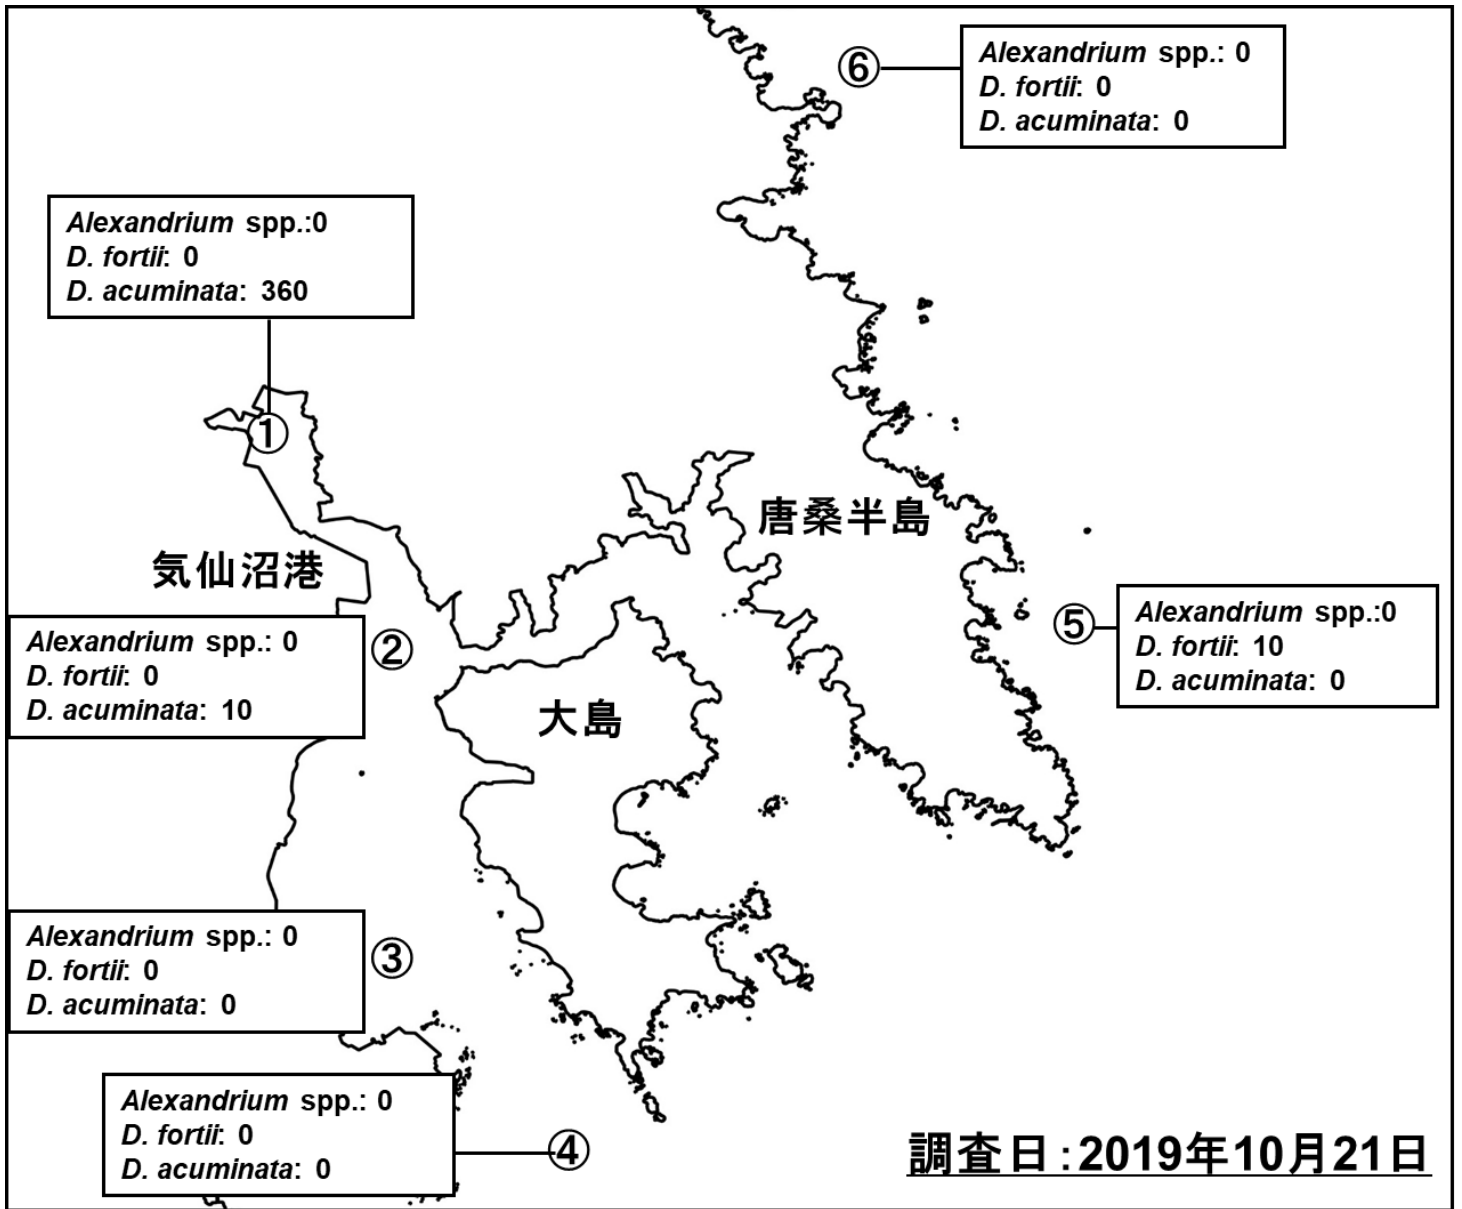 ⑥
Alexandrium spp.: 0
D. fortii: 0
D. acuminata: 0
Alexandrium spp.:0
D. fortii: 0
D. acuminata: 360
①
唐桑半島
気仙沼港
Alexandrium spp.: 0
D. fortii: 0
D. acuminata: 10
②
⑤
Alexandrium spp.:0
D. fortii: 10
D. acuminata: 0
大島
Alexandrium spp.: 0
D. fortii: 0
D. acuminata: 0
③
Alexandrium spp.: 0
D. fortii: 0
D. acuminata: 0
④
調査日:2019年10月21日